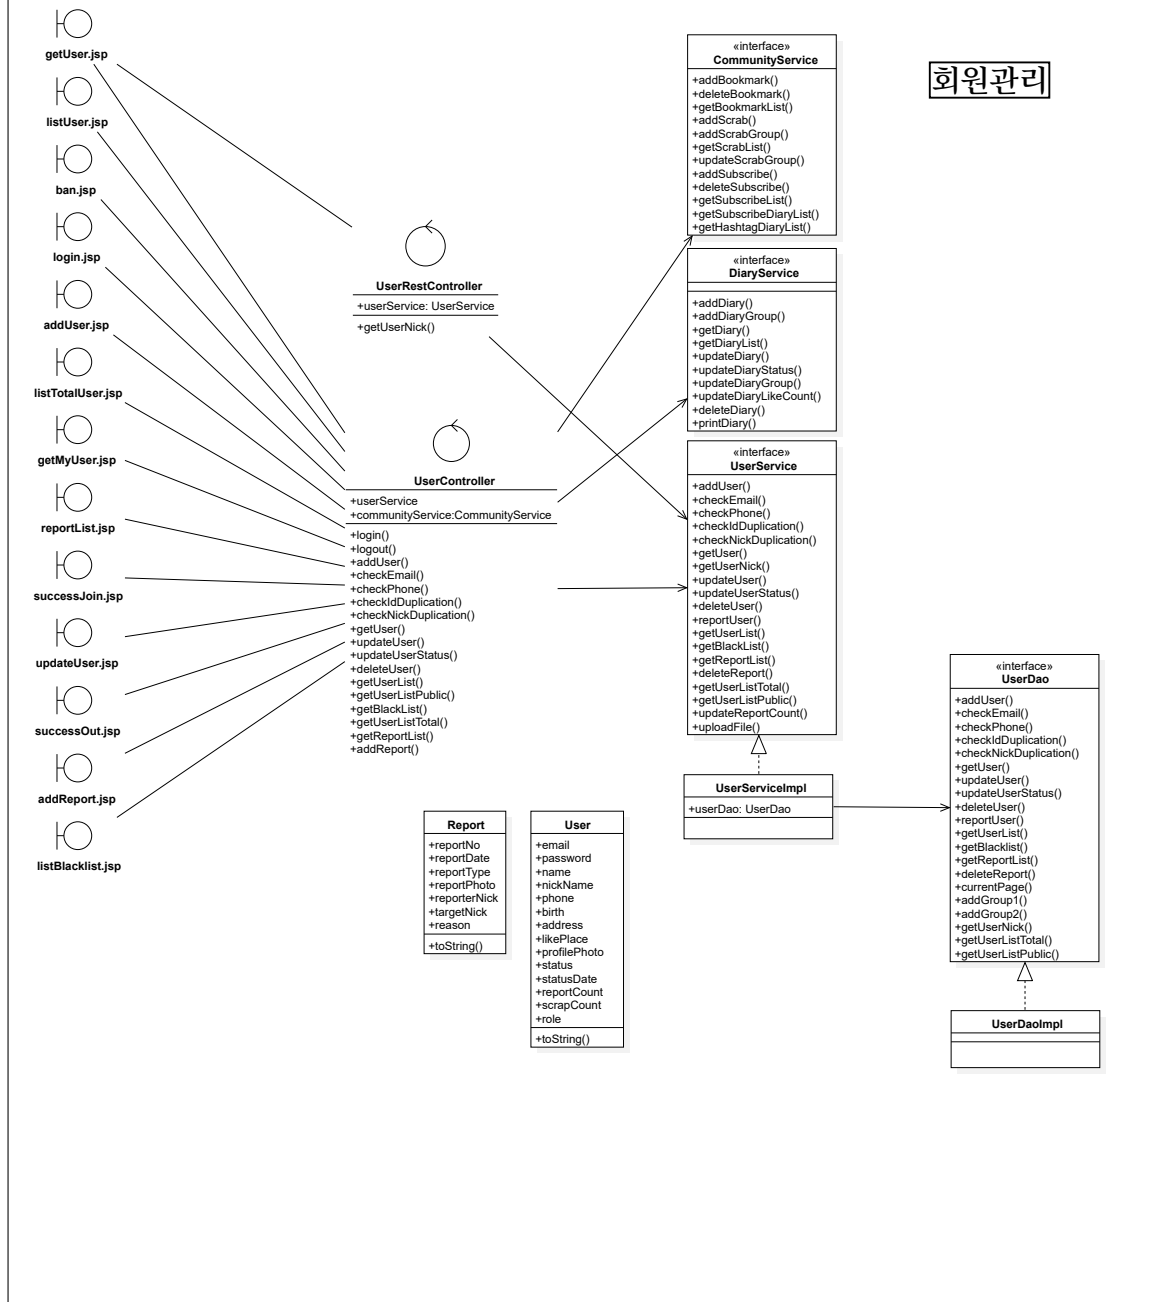 getUser.jsp
listUser.jsp
ban.jsp
login.jsp
addUser.jsp
listTotalUser.jsp
getMyUser.jsp
reportList.jsp
successJoin.jsp
updateUser.jsp
successOut.jsp
addReport.jsp
listBlacklist.jsp
UserRestController
+userService: UserService
+getUserNick()
UserController
+userService
+communityService:CommunityService
+login()
+logout()
+addUser()
+checkEmail()
+checkPhone()
+checkIdDuplication()
+checkNickDuplication()
+getUser()
+updateUser()
+updateUserStatus()
+deleteUser()
+getUserList()
+getUserListPublic()
+getBlackList()
+getUserListTotal()
+getReportList()
+addReport()
Report
+reportNo
+reportDate
+reportType
+reportPhoto
+reporterNick
+targetNick
+reason
+toString()
User
+email
+password
+name
+nickName
+phone
+birth
+address
+likePlace
+profilePhoto
+status
+statusDate
+reportCount
+scrapCount
+role
+toString()
«interface»
CommunityService
+addBookmark()
+deleteBookmark()
+getBookmarkList()
+addScrab()
+addScrabGroup()
+getScrabList()
+updateScrabGroup()
+addSubscribe()
+deleteSubscribe()
+getSubscribeList()
+getSubscribeDiaryList()
+getHashtagDiaryList()
«interface»
DiaryService
+addDiary()
+addDiaryGroup()
+getDiary()
+getDiaryList()
+updateDiary()
+updateDiaryStatus()
+updateDiaryGroup()
+updateDiaryLikeCount()
+deleteDiary()
+printDiary()
«interface»
UserService
+addUser()
+checkEmail()
+checkPhone()
+checkIdDuplication()
+checkNickDuplication()
+getUser()
+getUserNick()
+updateUser()
+updateUserStatus()
+deleteUser()
+reportUser()
+getUserList()
+getBlackList()
+getReportList()
+deleteReport()
+getUserListTotal()
+getUserListPublic()
+updateReportCount()
+uploadFile()
UserServiceImpl
+userDao: UserDao
회원관리
«interface»
UserDao
+addUser()
+checkEmail()
+checkPhone()
+checkIdDuplication()
+checkNickDuplication()
+getUser()
+updateUser()
+updateUserStatus()
+deleteUser()
+reportUser()
+getUserList()
+getBlacklist()
+getReportList()
+deleteReport()
+currentPage()
+addGroup1()
+addGroup2()
+getUserNick()
+getUserListTotal()
+getUserListPublic()
UserDaoImpl